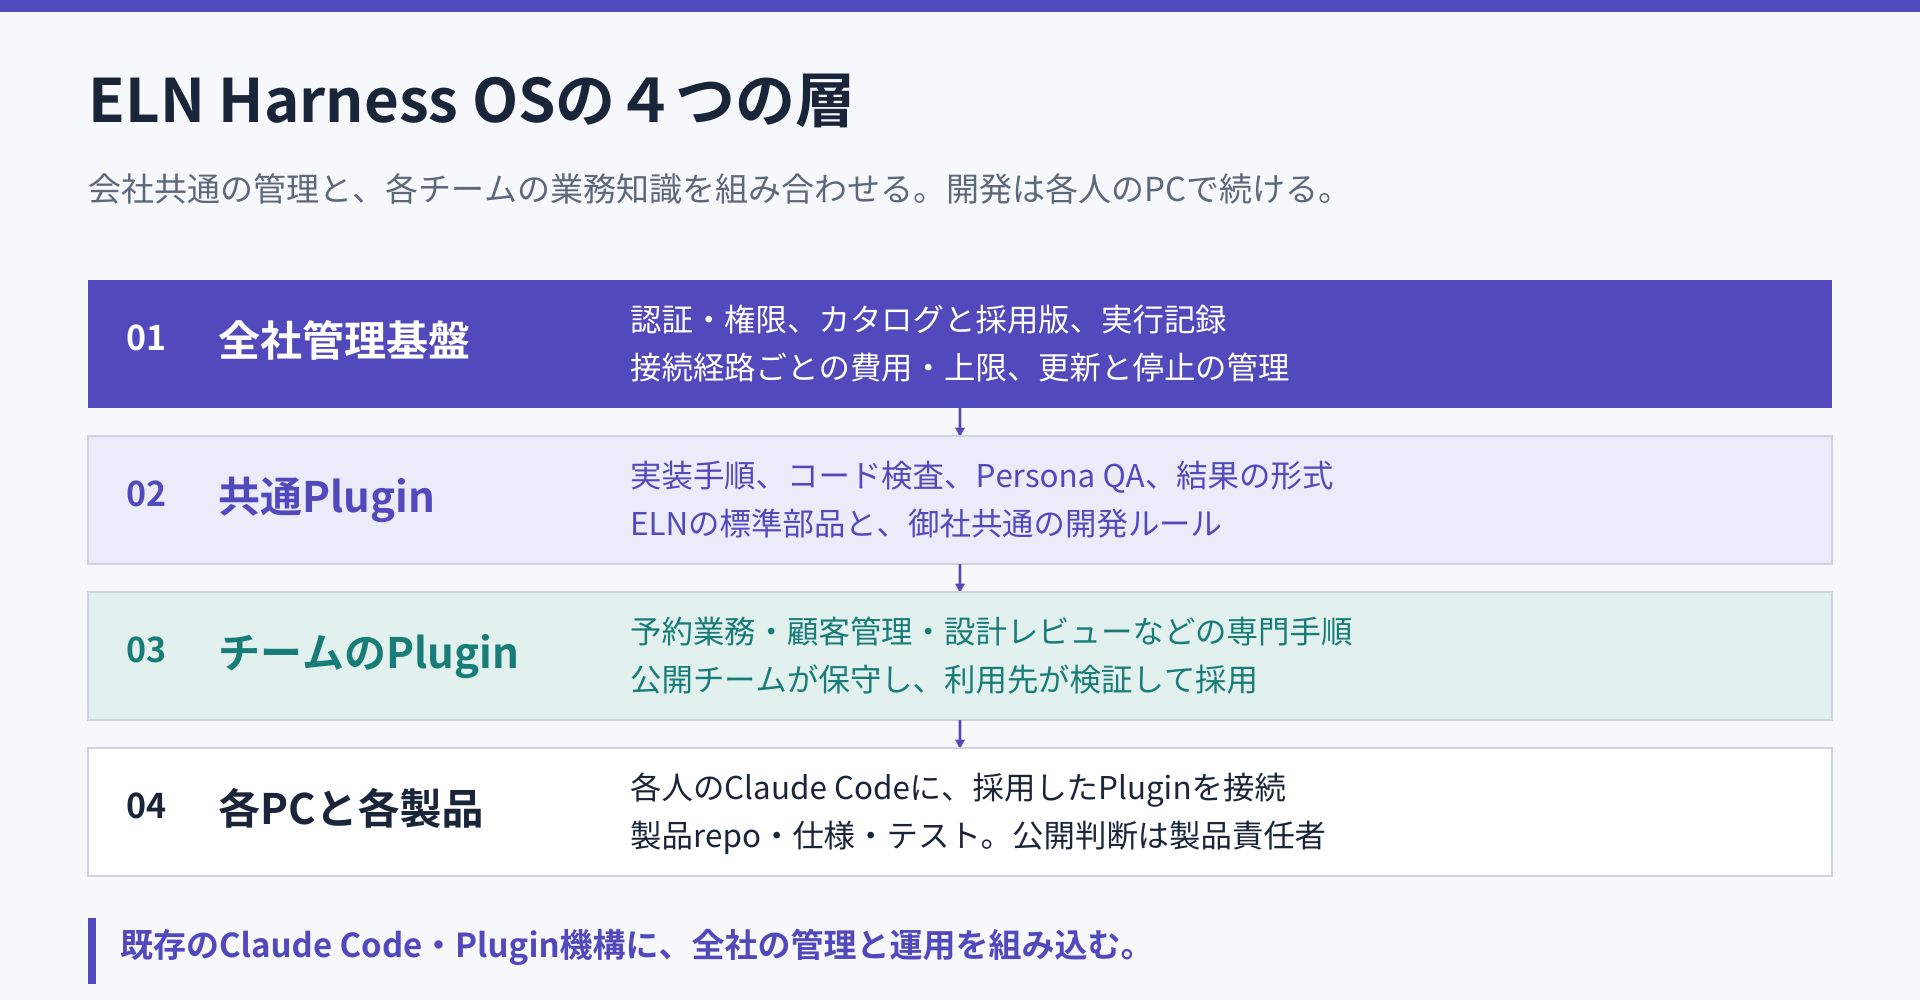 ELN Harness OSの４つの層
会社共通の管理と、各チームの業務知識を組み合わせる。開発は各人のPCで続ける。
01
全社管理基盤
認証・権限、カタログと採用版、実行記録
接続経路ごとの費用・上限、更新と停止の管理
02
共通Plugin
実装手順、コード検査、Persona QA、結果の形式
ELNの標準部品と、御社共通の開発ルール
03
チームのPlugin
予約業務・顧客管理・設計レビューなどの専門手順
公開チームが保守し、利用先が検証して採用
04
各PCと各製品
各人のClaude Codeに、採用したPluginを接続
製品repo・仕様・テスト。公開判断は製品責任者
既存のClaude Code・Plugin機構に、全社の管理と運用を組み込む。